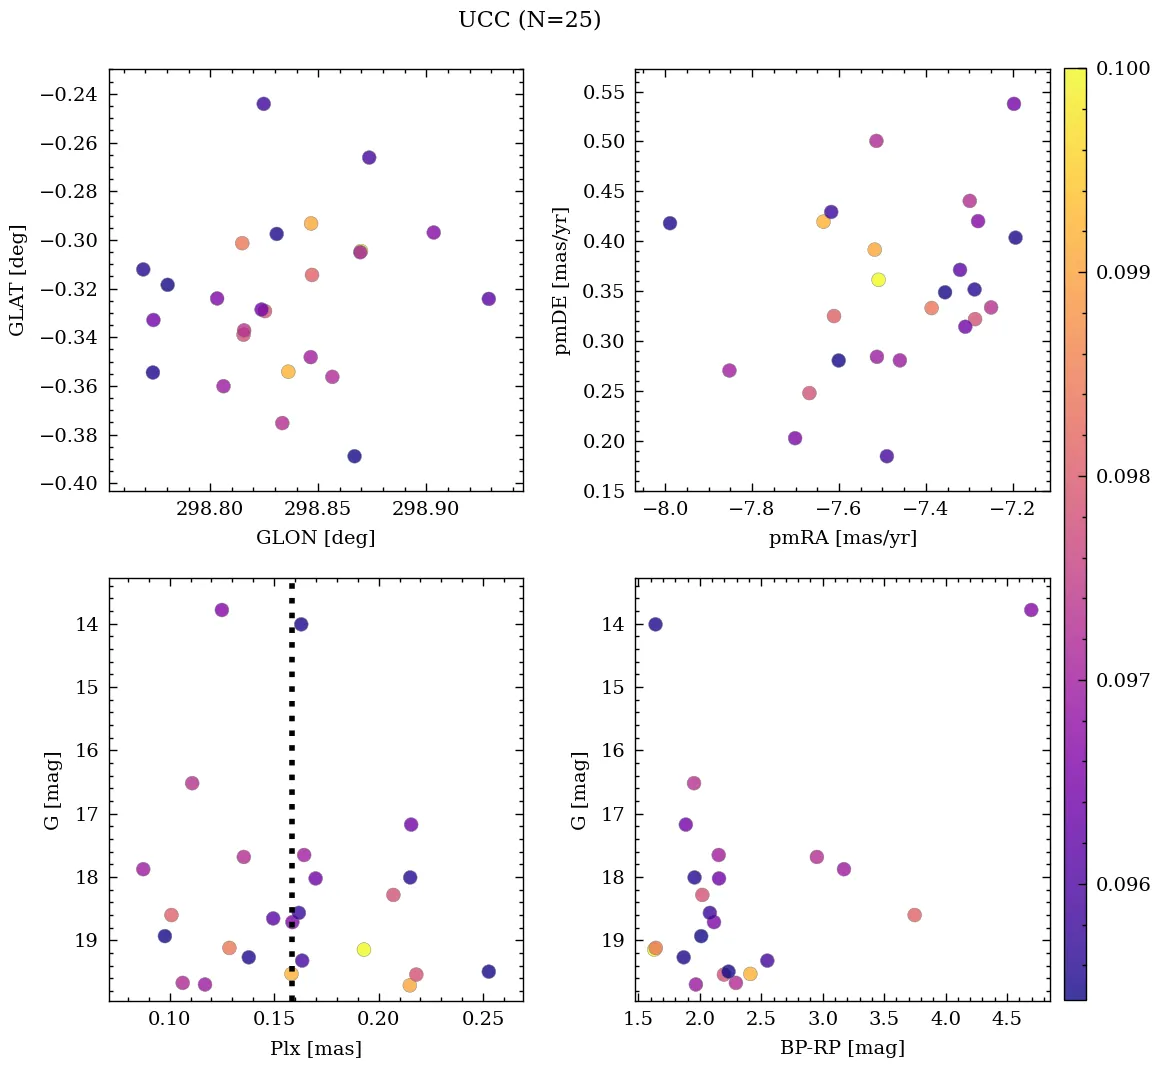 UCC (N=25)
−0.24
−0.26
−0.28
−0.30
−0.32
−0.34
−0.36
−0.38
−0.40
GLAT [deg]
298.80 298.85 298.90
GLON [deg]
0.55
0.50
0.45
0.40
0.35
0.30
0.25
0.20
0.15
pmDE [mas/yr]
−8.0 −7.8 −7.6 −7.4 −7.2
pmRA [mas/yr]
0.100
0.099
0.098
0.097
0.096
14
15
16
17
18
19
G [mag]
0.10 0.15 0.20 0.25
Plx [mas]
14
15
16
17
18
19
G [mag]
1.5 2.0 2.5 3.0 3.5 4.0 4.5
BP-RP [mag]